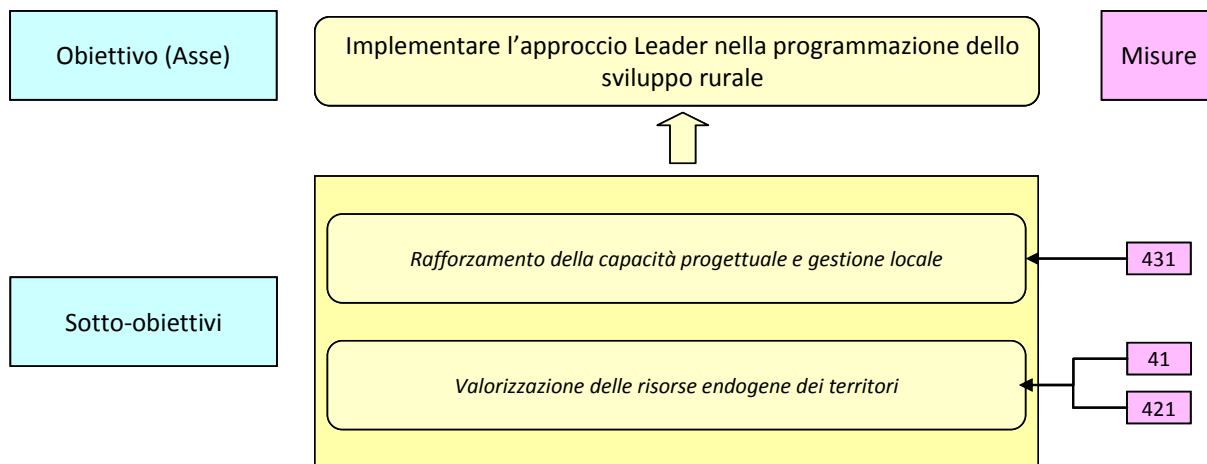 Obiettivo (Asse)
Implementare l’approccio Leader nella programmazione dello
sviluppo rurale
Misure
Sotto-obiettivi
Rafforzamento della capacità progettuale e gestione locale
431
Valorizzazione delle risorse endogene dei territori
41
421